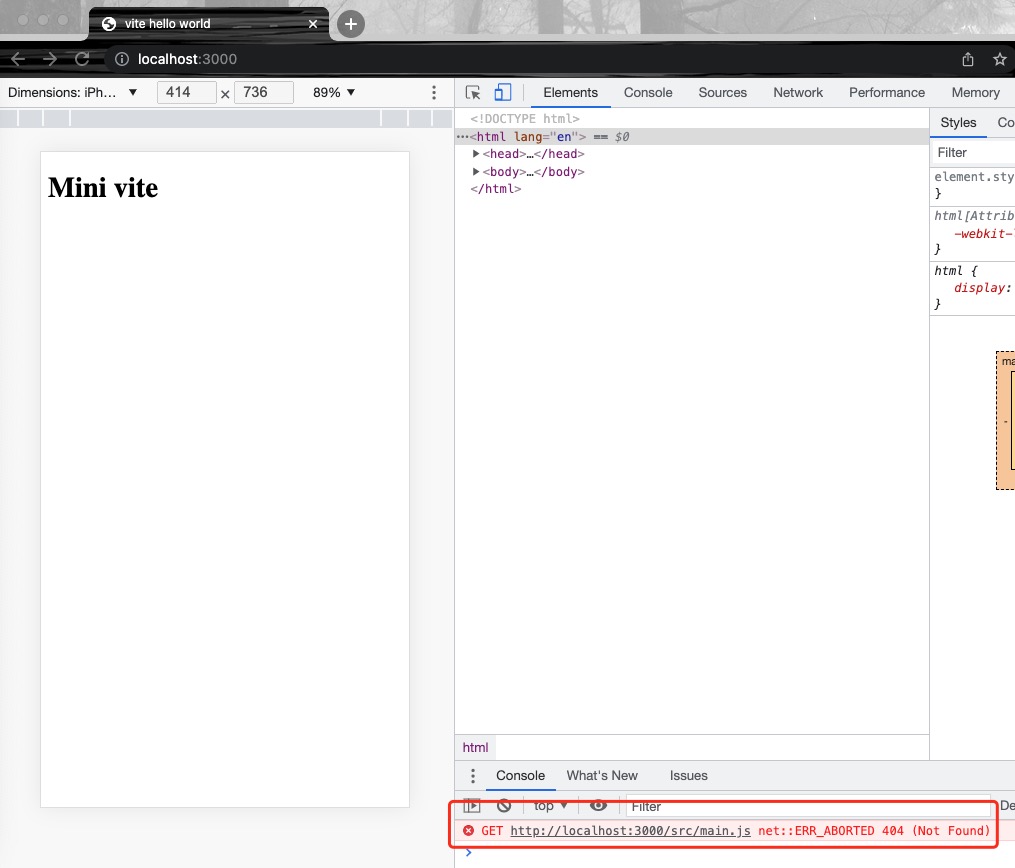 vite hello world
localhost:3000
Dimensions: iPh... ▼ 414 × 736 89% ▼
Elements Console Sources Network Performance Memory
Mini vite
<!DOCTYPE html>
···<html lang="en"> == $0
▶<head>…</head>
▶<body>…</body>
</html>
Styles Co
Filter
element.sty
}
html[Attrib
-webkit-
}
html {
display:
}
ma
-
html
Console What's New Issues
top ▼ Filter De
GET http://localhost:3000/src/main.js net::ERR_ABORTED 404 (Not Found)
>